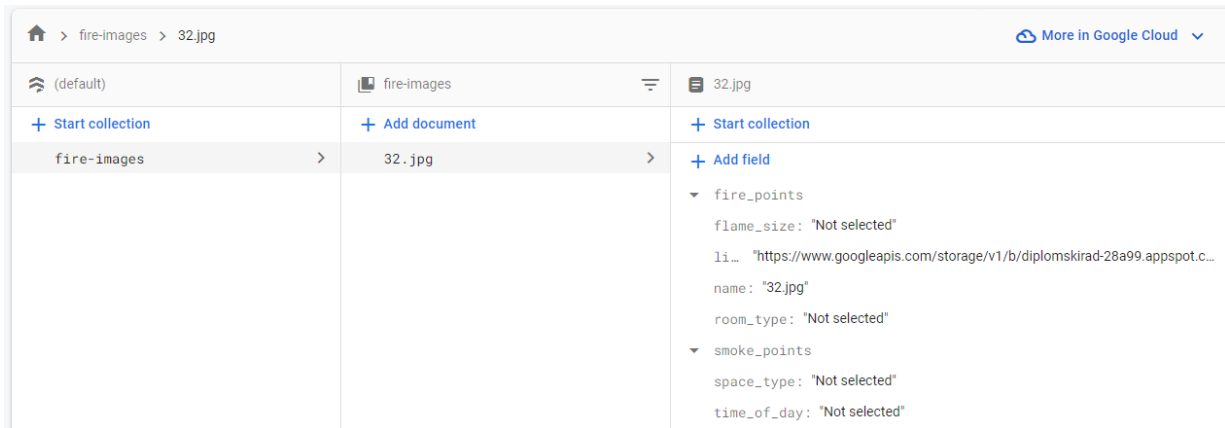 fire-images > 32.jpg More in Google Cloud
(default) fire-images 32.jpg
+ Start collection + Add document + Start collection
fire-images 32.jpg + Add field
fire_points
flame_size: "Not selected"
li… "https://www.googleapis.com/storage/v1/b/diplomskirad-28a99.appspot.c...
name: "32.jpg"
room_type: "Not selected"
smoke_points
space_type: "Not selected"
time_of_day: "Not selected"